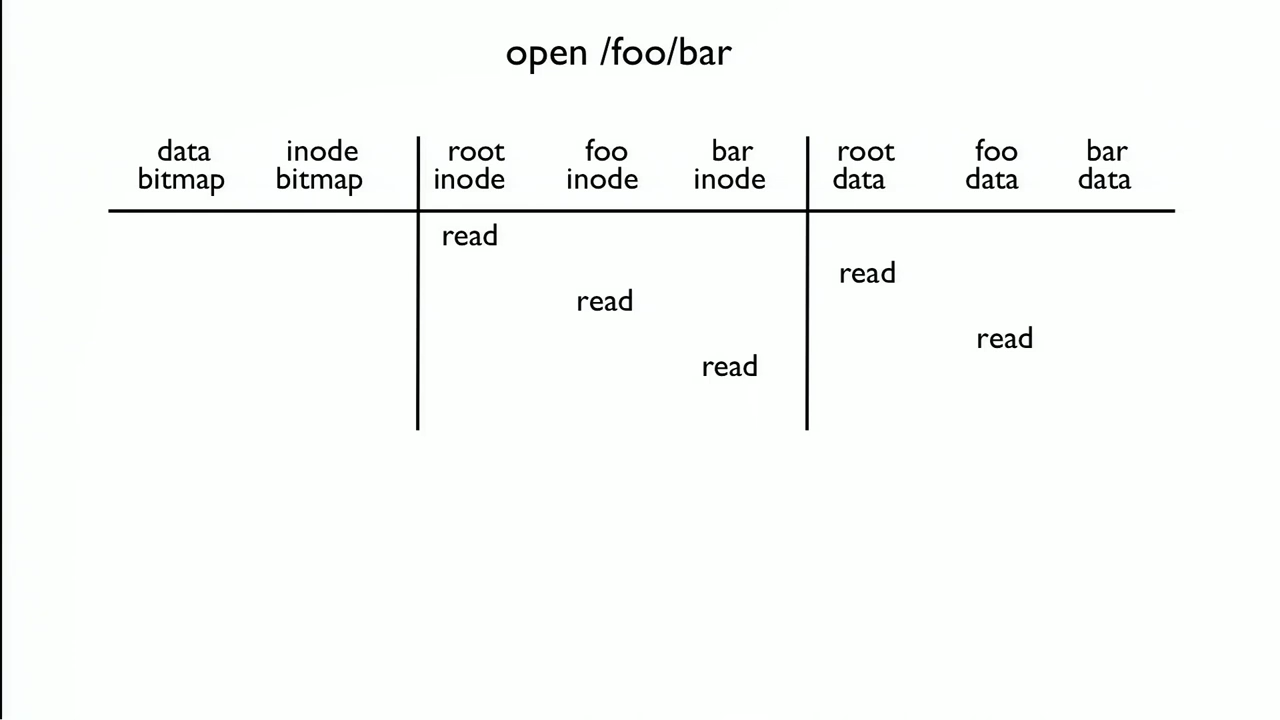 open /foo/bar
data inode root foo bar root foo bar
bitmap bitmap inode inode inode data data data
read
read
read
read
read